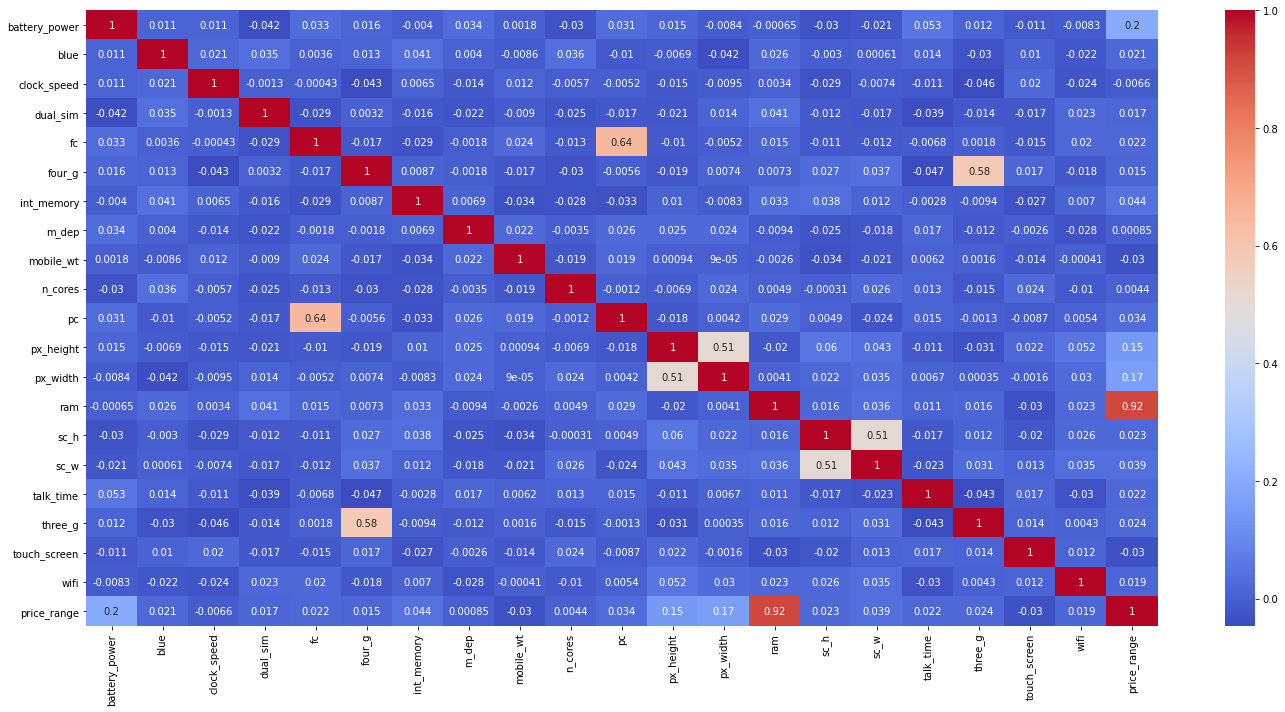 battery_power 1 0.011 0.011 -0.042 0.033 0.016 -0.004 0.034 0.0018 -0.03 0.031 0.015 -0.0084 -0.00065 -0.03 -0.021 0.053 0.012 -0.011 -0.0083 0.2
blue 0.011 1 0.021 0.035 0.0036 0.013 0.041 0.004 -0.0086 0.036 -0.01 -0.0069 -0.042 0.026 -0.003 0.00061 0.014 -0.03 0.01 -0.022 0.021
clock_speed 0.011 0.021 1 -0.0013 -0.00043 -0.043 0.0065 -0.014 0.012 -0.0057 -0.0052 -0.015 -0.0095 0.0034 -0.029 -0.0074 -0.011 -0.046 0.02 -0.024 -0.0066
dual_sim -0.042 0.035 -0.0013 1 -0.029 0.0032 -0.016 -0.022 -0.009 -0.025 -0.017 -0.021 0.014 0.041 -0.012 -0.017 -0.039 -0.014 -0.017 0.023 0.017
fc 0.033 0.0036 -0.00043 -0.029 1 -0.017 -0.029 -0.0018 0.024 -0.013 0.64 -0.01 -0.0052 0.015 -0.011 -0.012 -0.0068 0.0018 -0.015 0.02 0.022
four_g 0.016 0.013 -0.043 0.0032 -0.017 1 0.0087 -0.0018 -0.017 -0.03 -0.0056 -0.019 0.0074 0.0073 0.027 0.037 -0.047 0.58 0.017 -0.018 0.015
int_memory -0.004 0.041 0.0065 -0.016 -0.029 0.0087 1 0.0069 -0.034 -0.028 -0.033 0.01 -0.0083 0.033 0.038 0.012 -0.0028 -0.0094 -0.027 0.007 0.044
m_dep 0.034 0.004 -0.014 -0.022 -0.0018 -0.0018 0.0069 1 0.022 -0.0035 0.026 0.025 0.024 -0.0094 -0.025 -0.018 0.017 -0.012 -0.0026 -0.028 0.00085
mobile_wt 0.0018 -0.0086 0.012 -0.009 0.024 -0.017 -0.034 0.022 1 -0.019 0.019 0.00094 9e-05 -0.0026 -0.034 -0.021 0.0062 0.0016 -0.014 -0.00041 -0.03
n_cores -0.03 0.036 -0.0057 -0.025 -0.013 -0.03 -0.028 -0.0035 -0.019 1 -0.0012 -0.0069 0.024 0.0049 -0.00031 0.026 0.013 -0.015 0.024 -0.01 0.0044
pc 0.031 -0.01 -0.0052 -0.017 0.64 -0.0056 -0.033 0.026 0.019 -0.0012 1 -0.018 0.0042 0.029 0.0049 -0.024 0.015 -0.0013 -0.0087 0.0054 0.034
px_height 0.015 -0.0069 -0.015 -0.021 -0.01 -0.019 0.01 0.025 0.00094 -0.0069 -0.018 1 0.51 -0.02 0.06 0.043 -0.011 -0.031 0.022 0.052 0.15
px_width -0.0084 -0.042 -0.0095 0.014 -0.0052 0.0074 -0.0083 0.024 9e-05 0.024 0.0042 0.51 1 0.0041 0.022 0.035 0.0067 0.00035 -0.0016 0.03 0.17
ram -0.00065 0.026 0.0034 0.041 0.015 0.0073 0.033 -0.0094 -0.0026 0.0049 0.029 -0.02 0.0041 1 0.016 0.036 0.011 0.016 -0.03 0.023 0.92
sc_h -0.03 -0.003 -0.029 -0.012 -0.011 0.027 0.038 -0.025 -0.034 -0.00031 0.0049 0.06 0.022 0.016 1 0.51 -0.017 0.012 -0.02 0.026 0.023
sc_w -0.021 0.00061 -0.0074 -0.017 -0.012 0.037 0.012 -0.018 -0.021 0.026 -0.024 0.043 0.035 0.036 0.51 1 -0.023 0.031 0.013 0.035 0.039
talk_time 0.053 0.014 -0.011 -0.039 -0.0068 -0.047 -0.0028 0.017 0.0062 0.013 0.015 -0.011 0.0067 0.011 -0.017 -0.023 1 -0.043 0.017 -0.03 0.022
three_g 0.012 -0.03 -0.046 -0.014 0.0018 0.58 -0.0094 -0.012 0.0016 -0.015 -0.0013 -0.031 0.00035 0.016 0.012 0.031 -0.043 1 0.014 0.0043 0.024
touch_screen -0.011 0.01 0.02 -0.017 -0.015 0.017 -0.027 -0.0026 -0.014 0.024 -0.0087 0.022 -0.0016 -0.03 -0.02 0.013 0.017 0.014 1 0.012 -0.03
wifi -0.0083 -0.022 -0.024 0.023 0.02 -0.018 0.007 -0.028 -0.00041 -0.01 0.0054 0.052 0.03 0.023 0.026 0.035 -0.03 0.0043 0.012 1 0.019
price_range 0.2 0.021 -0.0066 0.017 0.022 0.015 0.044 0.00085 -0.03 0.0044 0.034 0.15 0.17 0.92 0.023 0.039 0.022 0.024 -0.03 0.019 1
battery_power blue clock_speed dual_sim fc four_g int_memory m_dep mobile_wt n_cores pc px_height px_width ram sc_h sc_w talk_time three_g touch_screen wifi price_range
1.0
0.8
0.6
0.4
0.2
0.0